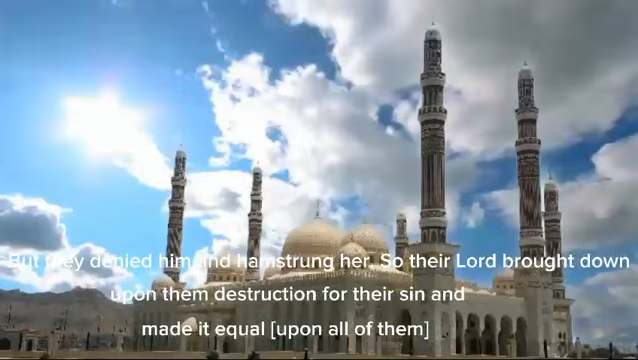 But they denied him and hamstrung her. So their Lord brought down
upon them destruction for their sin and
made it equal [upon all of them]